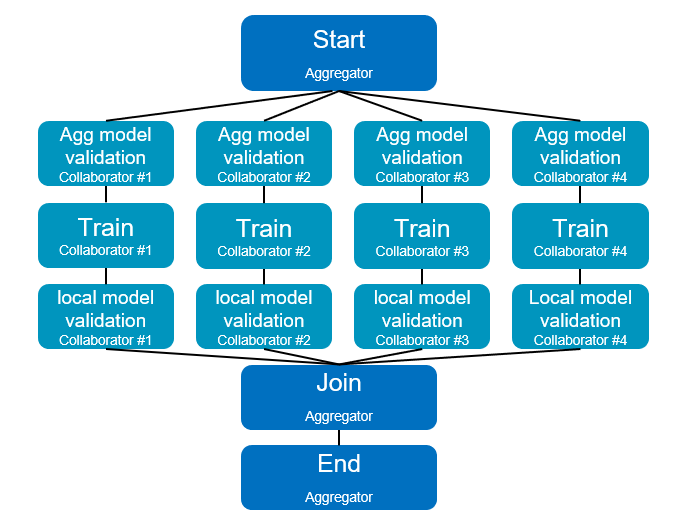 Start
Aggregator
Agg model
validation
Collaborator #1
Agg model
validation
Collaborator #2
Agg model
validation
Collaborator #3
Agg model
validation
Collaborator #4
Train
Collaborator #1
Train
Collaborator #2
Train
Collaborator #3
Train
Collaborator #4
local model
validation
Collaborator #1
local model
validation
Collaborator #2
local model
validation
Collaborator #3
Local model
validation
Collaborator #4
Join
Aggregator
End
Aggregator